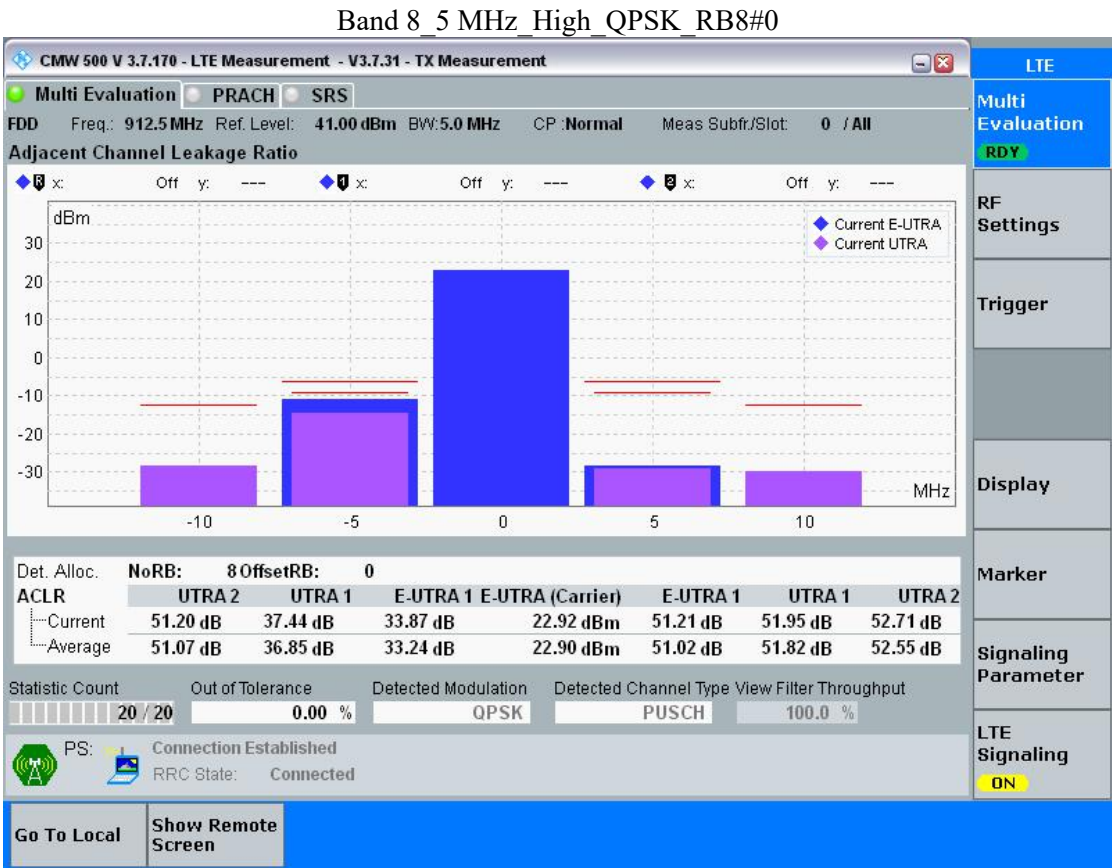 Band 8_5 MHz_High_QPSK_RB8#0
CMW 500 V 3.7.170 - LTE Measurement - V3.7.31 - TX Measurement
LTE
Multi Evaluation PRACH SRS
Multi Evaluation
RDY
FDD Freq.: 912.5 MHz Ref. Level: 41.00 dBm BW: 5.0 MHz CP : Normal Meas Subfr./Slot: 0 / All
Adjacent Channel Leakage Ratio
R x: Off y: --- 1 x: Off y: --- 2 x: Off y: ---
dBm
Current E-UTRA
Current UTRA
30
20
10
0
-10
-20
-30
MHz
-10 -5 0 5 10
RF Settings
Trigger
Display
Marker
Signaling Parameter
LTE Signaling
ON
Det. Alloc. NoRB: 8 OffsetRB: 0
ACLR UTRA 2 UTRA 1 E-UTRA 1 E-UTRA (Carrier) E-UTRA 1 UTRA 1 UTRA 2
Current 51.20 dB 37.44 dB 33.87 dB 22.92 dBm 51.21 dB 51.95 dB 52.71 dB
Average 51.07 dB 36.85 dB 33.24 dB 22.90 dBm 51.02 dB 51.82 dB 52.55 dB
Statistic Count Out of Tolerance Detected Modulation Detected Channel Type View Filter Throughput
20 / 20 0.00 % QPSK PUSCH 100.0 %
PS: Connection Established
RRC State: Connected
Go To Local
Show Remote Screen